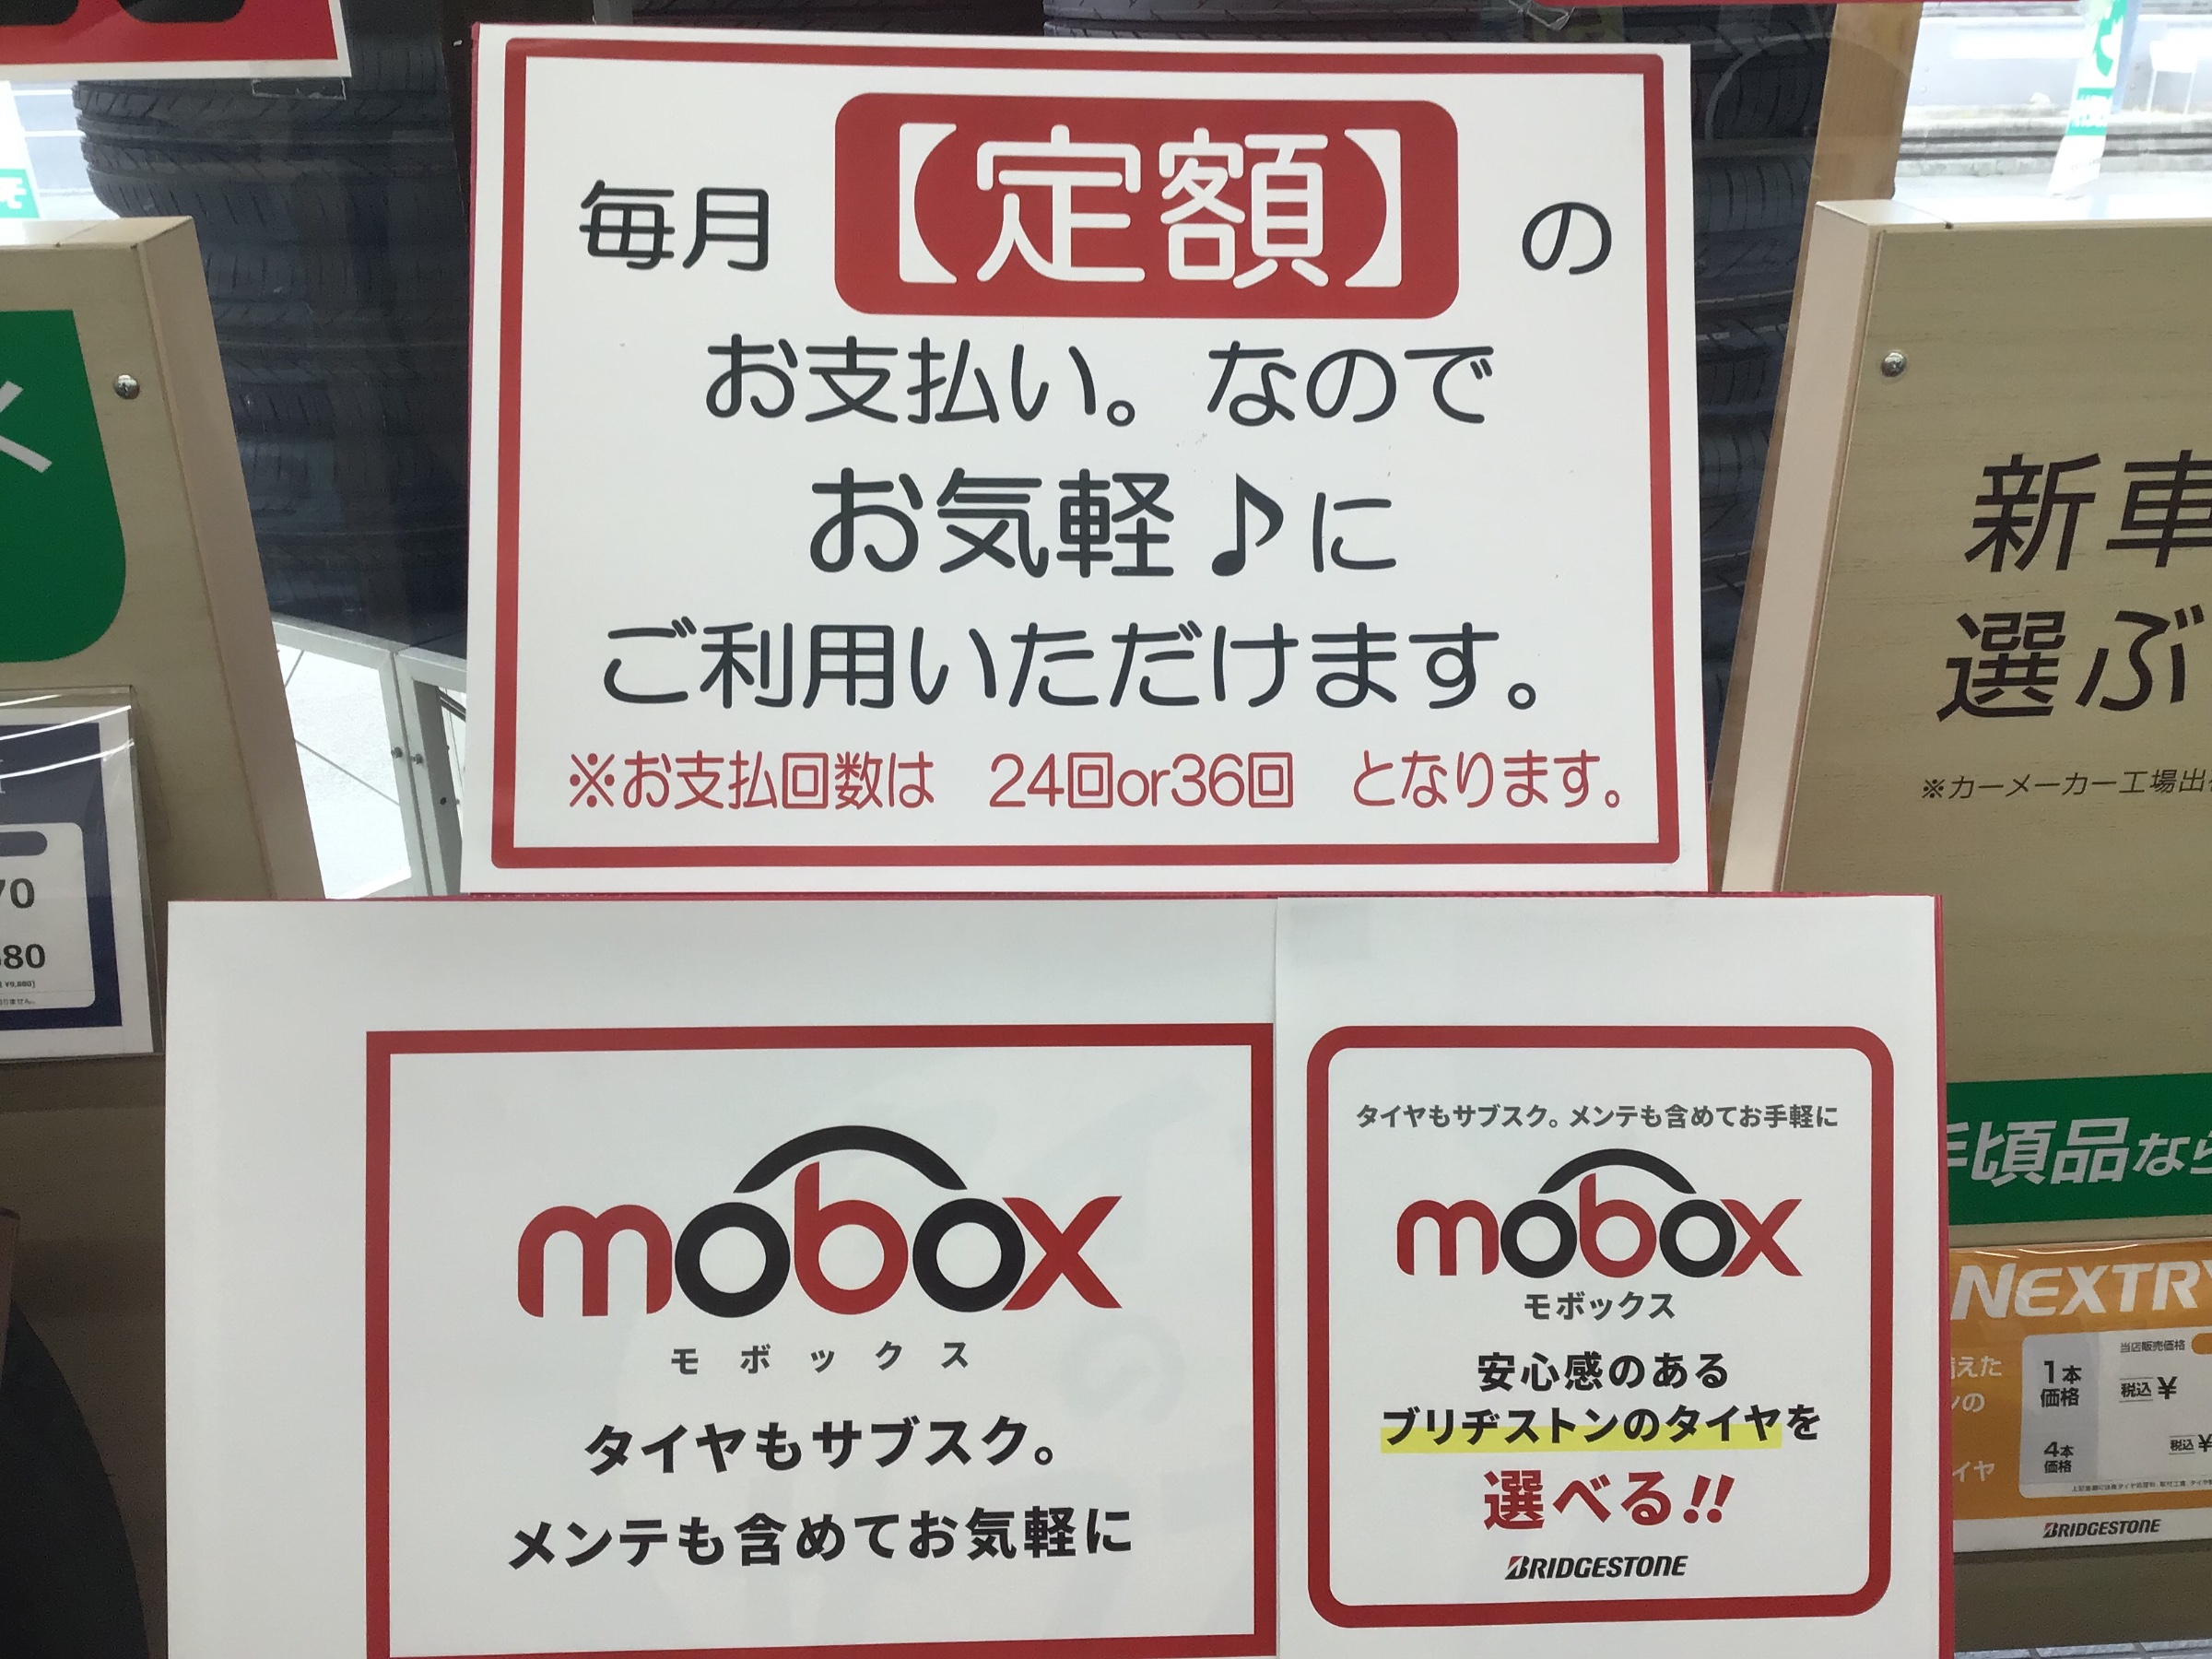 毎月【定額】の
お支払い。なので
お気軽♪に
ご利用いただけます。
※お支払回数は 24回or36回 となります。
mobox
モボックス
タイヤもサブスク。
メンテも含めてお気軽に
タイヤもサブスク。メンテも含めてお手軽に
mobox
モボックス
安心感のある
ブリヂストンのタイヤを
選べる!!
BRIDGESTONE
新車
選ぶ
※カーメーカー工場出
手頃品なら
NEXTRY
当店販売価格
1本
価格
税込 ¥
4本
価格
税込 ¥
BRIDGESTONE
70
80